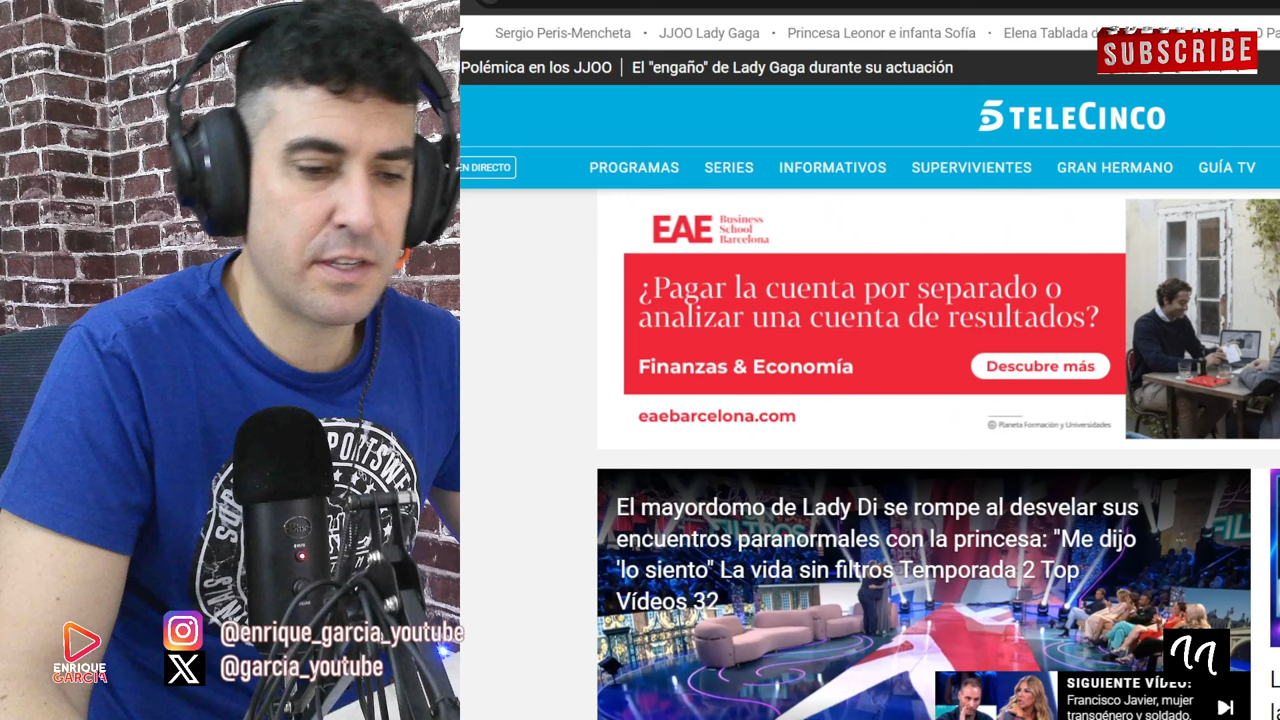 Sergio Peris-Mencheta • JJOO Lady Gaga • Princesa Leonor e infanta Sofía • Elena Tablada
SUBSCRIBE
Polémica en los JJOO | El "engaño" de Lady Gaga durante su actuación
5 TELECINCO
EN DIRECTO
PROGRAMAS SERIES INFORMATIVOS SUPERVIVIENTES GRAN HERMANO GUÍA TV
EAE Business
School
Barcelona
¿Pagar la cuenta por separado o
analizar una cuenta de resultados?
Finanzas & Economía
Descubre más
eaebarcelona.com
Planeta Formación y Universidades
El mayordomo de Lady Di se rompe al desvelar sus
encuentros paranormales con la princesa: "Me dijo
'lo siento" La vida sin filtros Temporada 2 Top
Vídeos 32
SIGUIENTE VÍDEO:
Francisco Javier, mujer
transgénero y soldado,
@enrique_garcia_youtube
@garcia_youtube
ENRIQUE
GARCIA